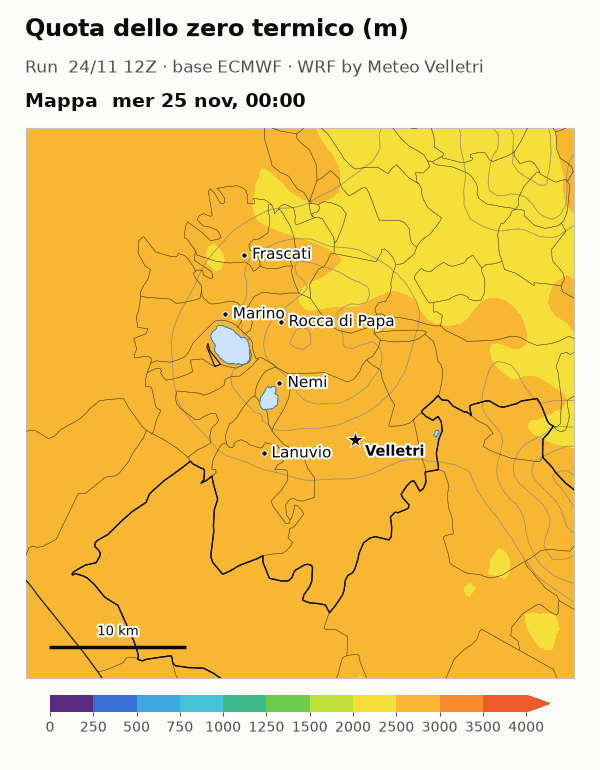 Quota dello zero termico (m)
Run  24/11 12Z · base ECMWF · WRF by Meteo Velletri
Mappa  mer 25 nov, 00:00
Frascati
Marino
Rocca di Papa
Nemi
Velletri
Lanuvio
10 km
0 250 500 750 1000 1250 1500 2000 2500 3000 3500 4000